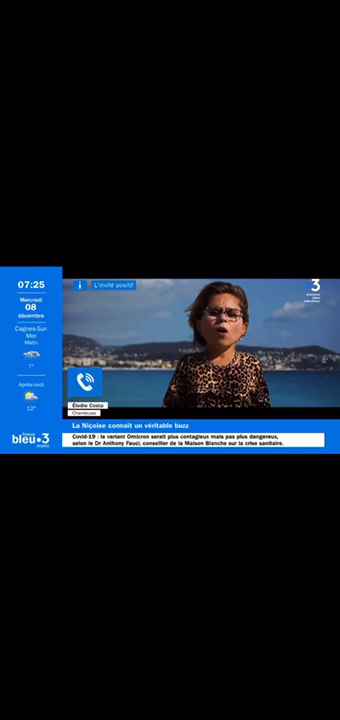 07:25
Mercredi
08
décembre
Cagnes-Sur-
Mer
Matin
7°
Après-midi
12°
france
bleu•3
matin
i L'invité positif
3
Élodie Costa
Chanteuse
La Niçoise connaît un véritable buzz
Covid-19 : le variant Omicron serait plus contagieux mais pas plus dangereux,
selon le Dr Anthony Fauci, conseiller de la Maison Blanche sur la crise sanitaire.